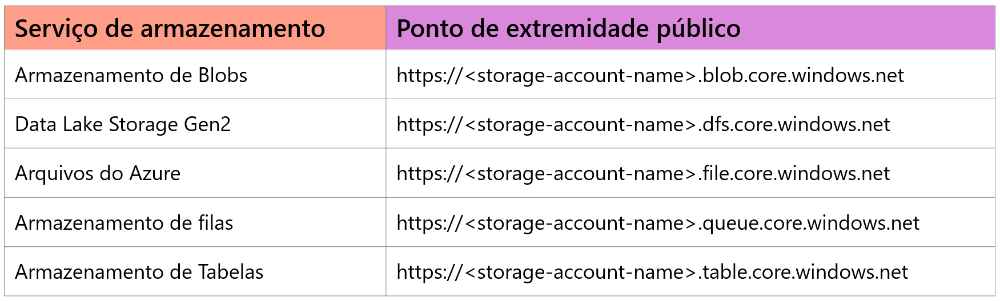 Serviço de armazenamento Ponto de extremidade público
Armazenamento de Blobs https://<storage-account-name>.blob.core.windows.net
Data Lake Storage Gen2 https://<storage-account-name>.dfs.core.windows.net
Arquivos do Azure https://<storage-account-name>.file.core.windows.net
Armazenamento de filas https://<storage-account-name>.queue.core.windows.net
Armazenamento de Tabelas https://<storage-account-name>.table.core.windows.net